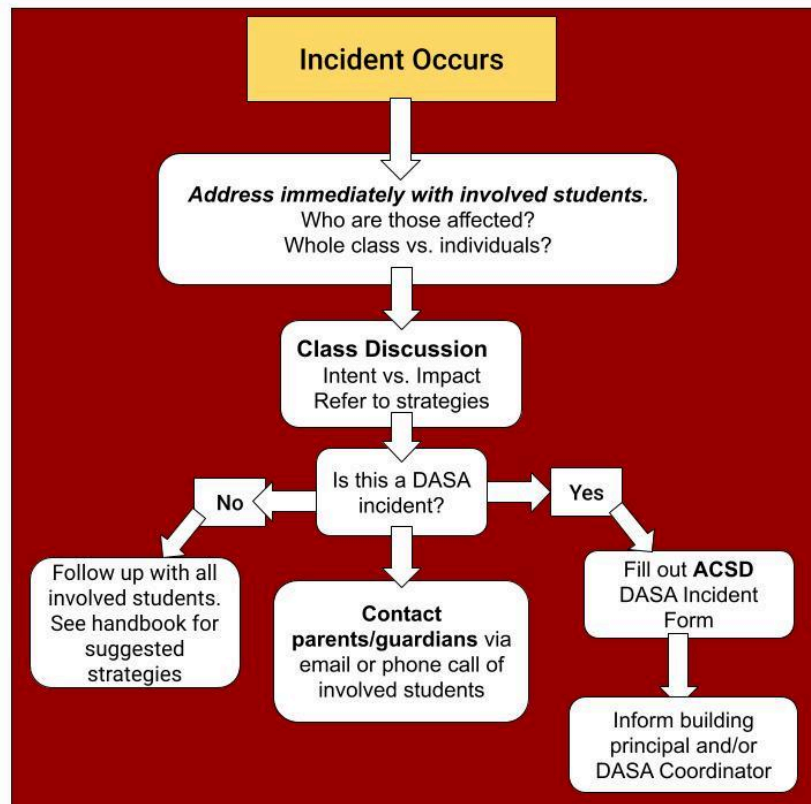 Incident Occurs
Address immediately with involved students.
Who are those affected?
Whole class vs. individuals?
Class Discussion
Intent vs. Impact
Refer to strategies
Is this a DASA
incident?
No
Yes
Follow up with all
involved students.
See handbook for
suggested
strategies
Contact
parents/guardians via
email or phone call of
involved students
Fill out ACSD
DASA Incident
Form
Inform building
principal and/or
DASA Coordinator